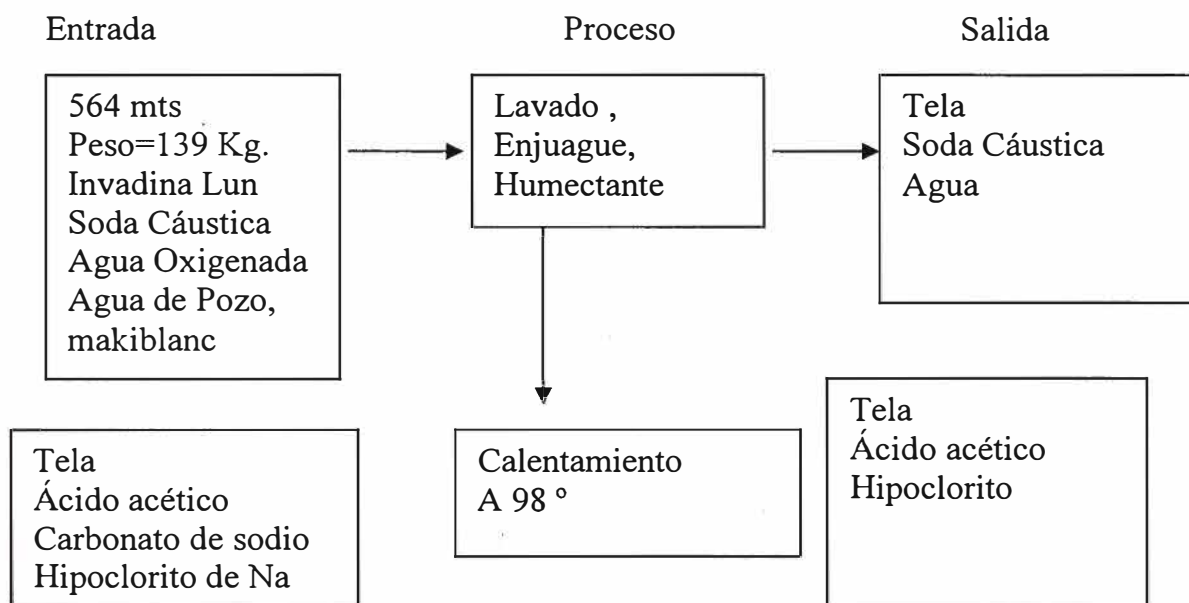 Entrada
Proceso
Salida
564 mts
Peso=139 Kg.
Invadina Lun
Soda Cáustica
Agua Oxigenada
Agua de Pozo,
makiblanc
Lavado ,
Enjuague,
Humectante
Tela
Soda Cáustica
Agua
Tela
Ácido acético
Carbonato de sodio
Hipoclorito de Na
Calentamiento
A 98 º
Tela
Ácido acético
Hipoclorito